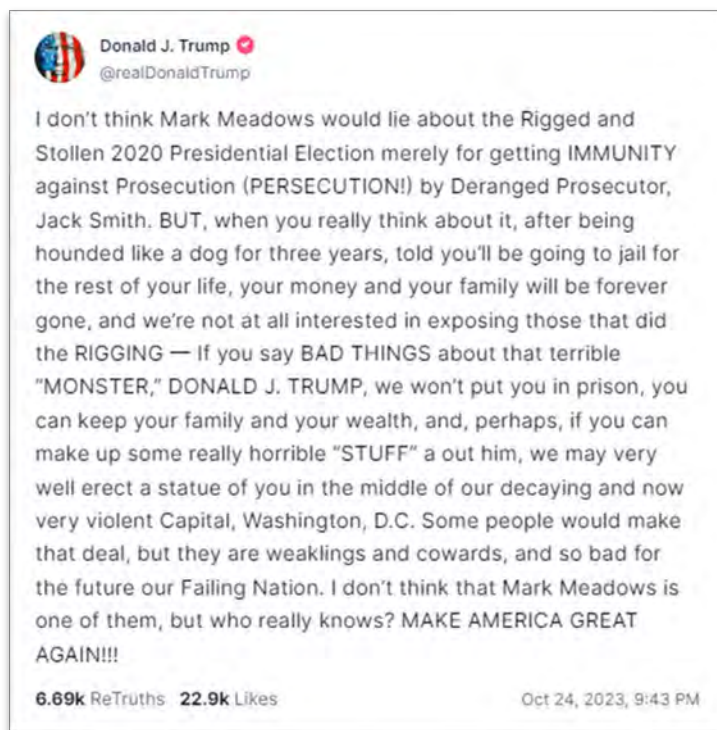 Donald J. Trump
@realDonaldTrump
I don't think Mark Meadows would lie about the Rigged and
Stollen 2020 Presidential Election merely for getting IMMUNITY
against Prosecution (PERSECUTION!) by Deranged Prosecutor,
Jack Smith. BUT, when you really think about it, after being
hounded like a dog for three years, told you'll be going to jail for
the rest of your life, your money and your family will be forever
gone, and we're not at all interested in exposing those that did
the RIGGING — If you say BAD THINGS about that terrible
"MONSTER," DONALD J. TRUMP, we won't put you in prison, you
can keep your family and your wealth, and, perhaps, if you can
make up some really horrible "STUFF" a out him, we may very
well erect a statue of you in the middle of our decaying and now
very violent Capital, Washington, D.C. Some people would make
that deal, but they are weaklings and cowards, and so bad for
the future our Failing Nation. I don't think that Mark Meadows is
one of them, but who really knows? MAKE AMERICA GREAT
AGAIN!!!
6.69k ReTruths 22.9k Likes Oct 24, 2023, 9:43 PM